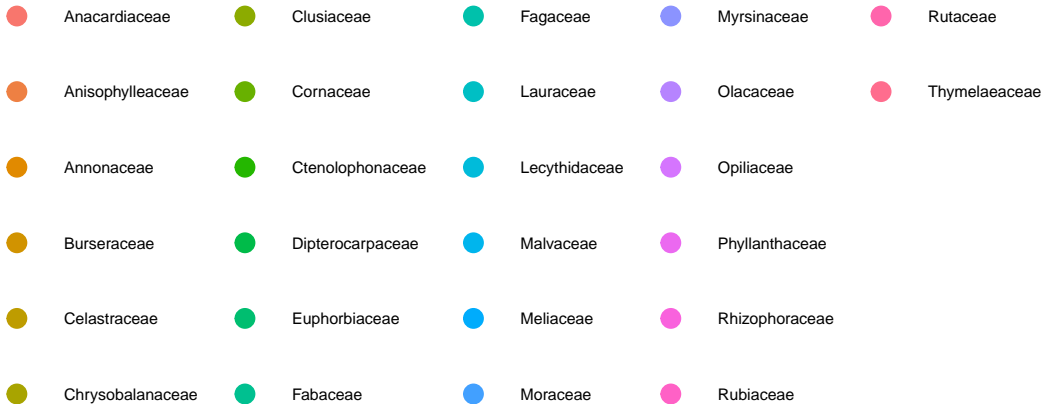 Anacardiaceae
Anisophylleaceae
Annonaceae
Burseraceae
Celastraceae
Chrysobalanaceae
Clusiaceae
Cornaceae
Ctenolophonaceae
Dipterocarpaceae
Euphorbiaceae
Fabaceae
Fagaceae
Lauraceae
Lecythidaceae
Malvaceae
Meliaceae
Moraceae
Myrsinaceae
Olacaceae
Opiliaceae
Phyllanthaceae
Rhizophoraceae
Rubiaceae
Rutaceae
Thymelaeaceae